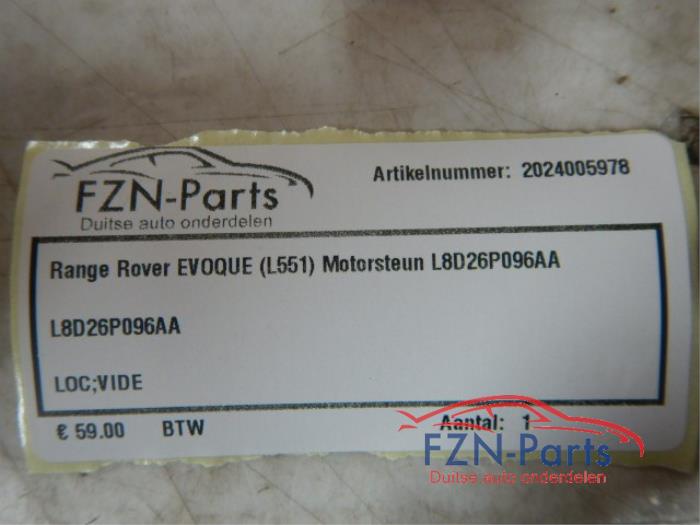 FZN-Parts
Duitse auto onderdelen
Artikelnummer: 2024005978
Range Rover EVOQUE (L551) Motorsteun L8D26P096AA
L8D26P096AA
LOC;VIDE
€ 59.00 BTW Aantal: 1
FZN-Parts
Duitse auto onderdelen